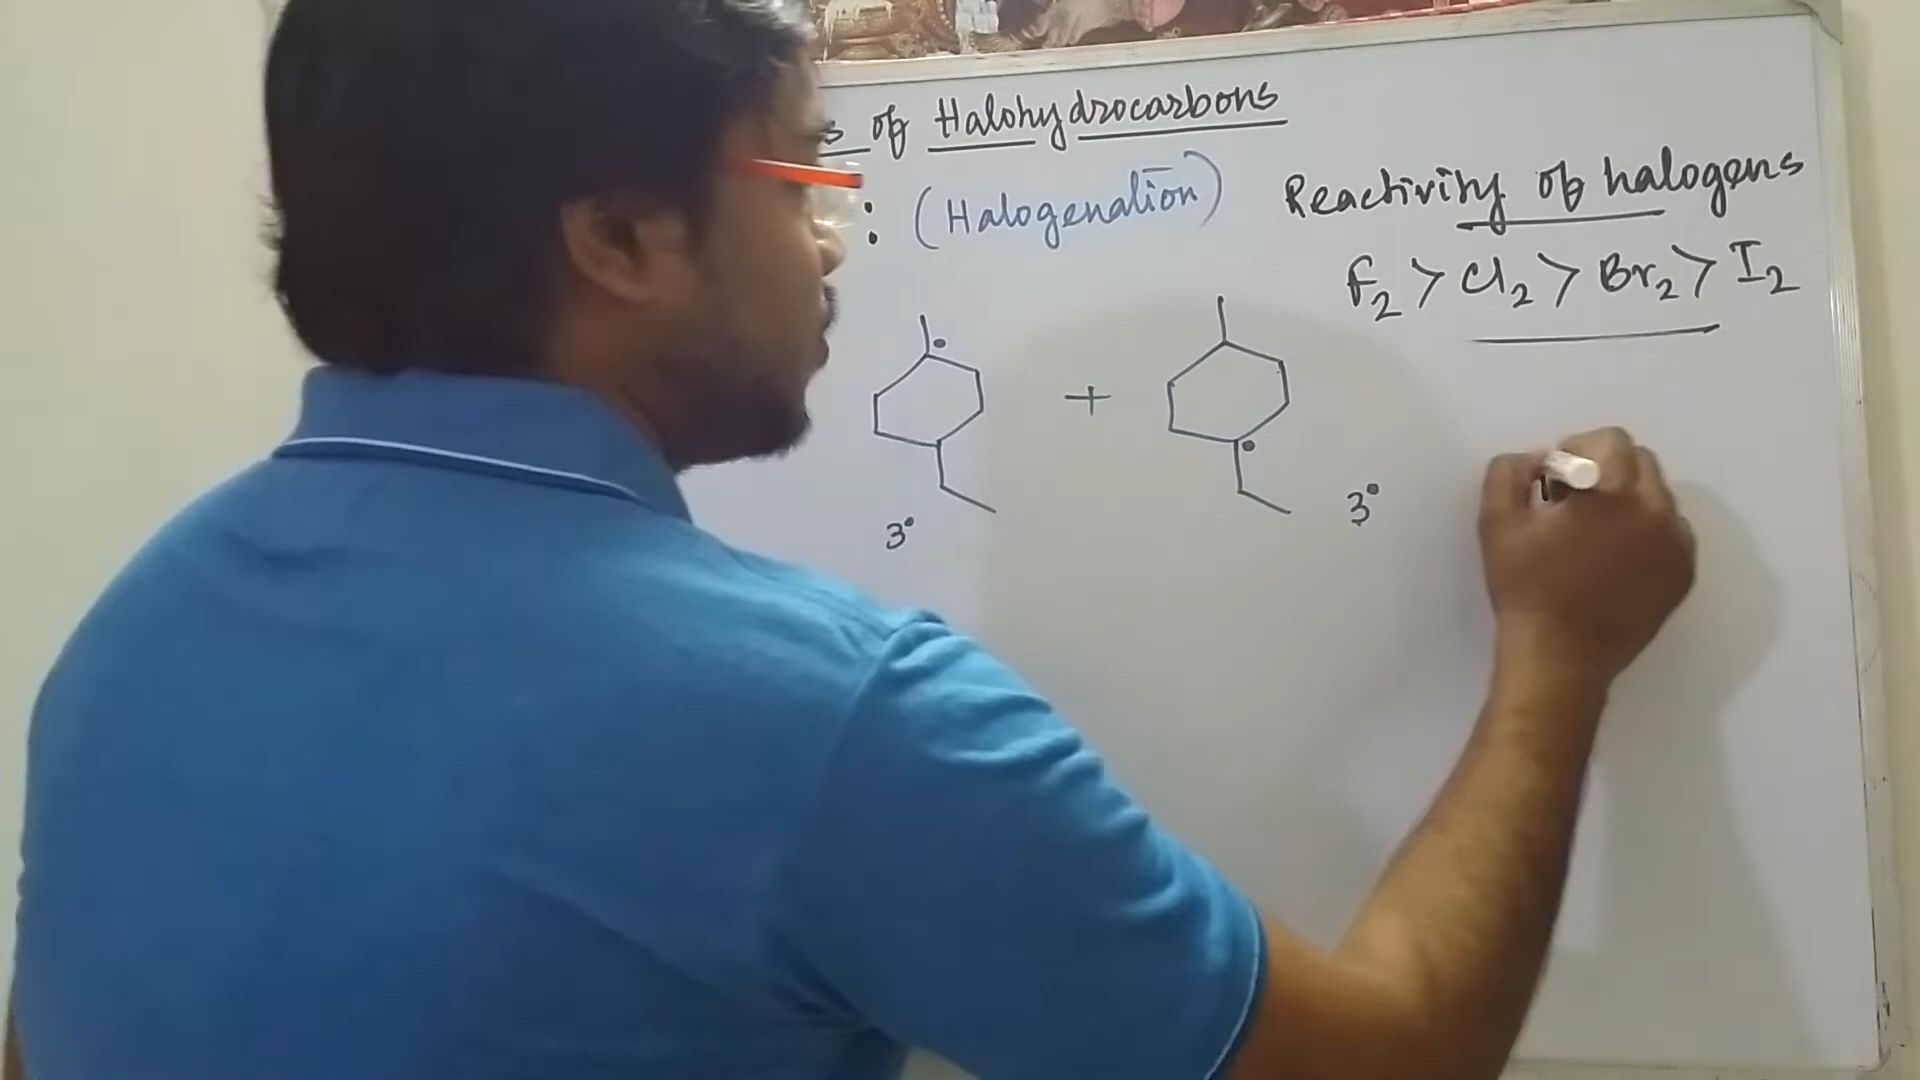 of Halohydrocarbons
: (Halogenation)
Reactivity of halogens
F₂ > Cl₂ > Br₂ > I₂
+
3°
3°